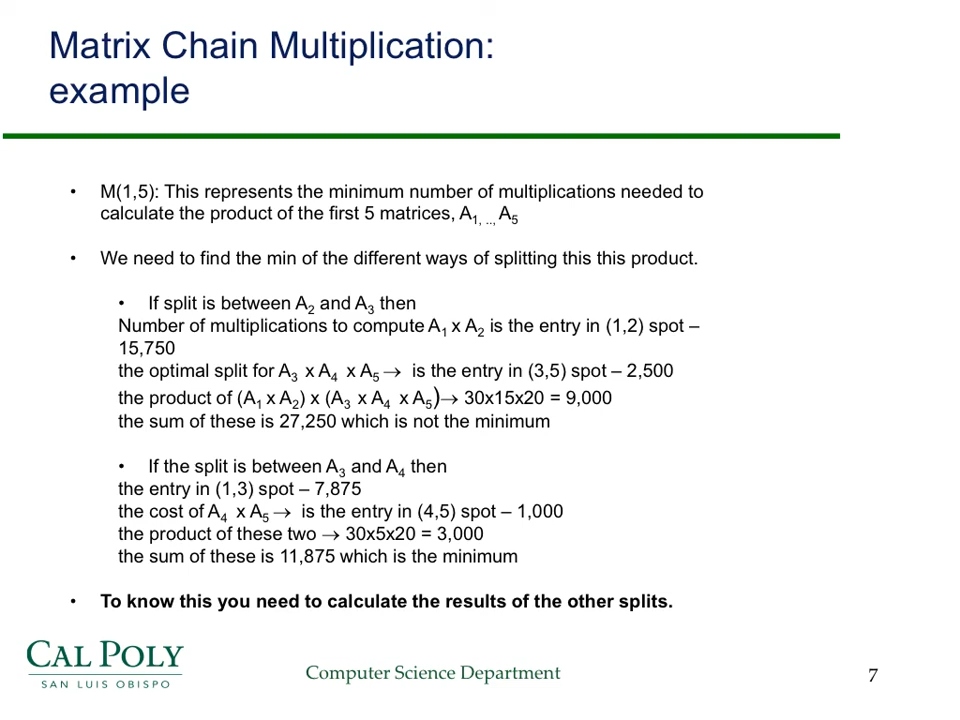 Matrix Chain Multiplication:
example
• M(1,5): This represents the minimum number of multiplications needed to
calculate the product of the first 5 matrices, A1, .., A5
• We need to find the min of the different ways of splitting this this product.
• If split is between A2 and A3 then
Number of multiplications to compute A1 x A2 is the entry in (1,2) spot –
15,750
the optimal split for A3 x A4 x A5 → is the entry in (3,5) spot – 2,500
the product of (A1 x A2) x (A3 x A4 x A5)→ 30x15x20 = 9,000
the sum of these is 27,250 which is not the minimum
• If the split is between A3 and A4 then
the entry in (1,3) spot – 7,875
the cost of A4 x A5 → is the entry in (4,5) spot – 1,000
the product of these two → 30x5x20 = 3,000
the sum of these is 11,875 which is the minimum
• To know this you need to calculate the results of the other splits.
CAL POLY
SAN LUIS OBISPO
Computer Science Department
7